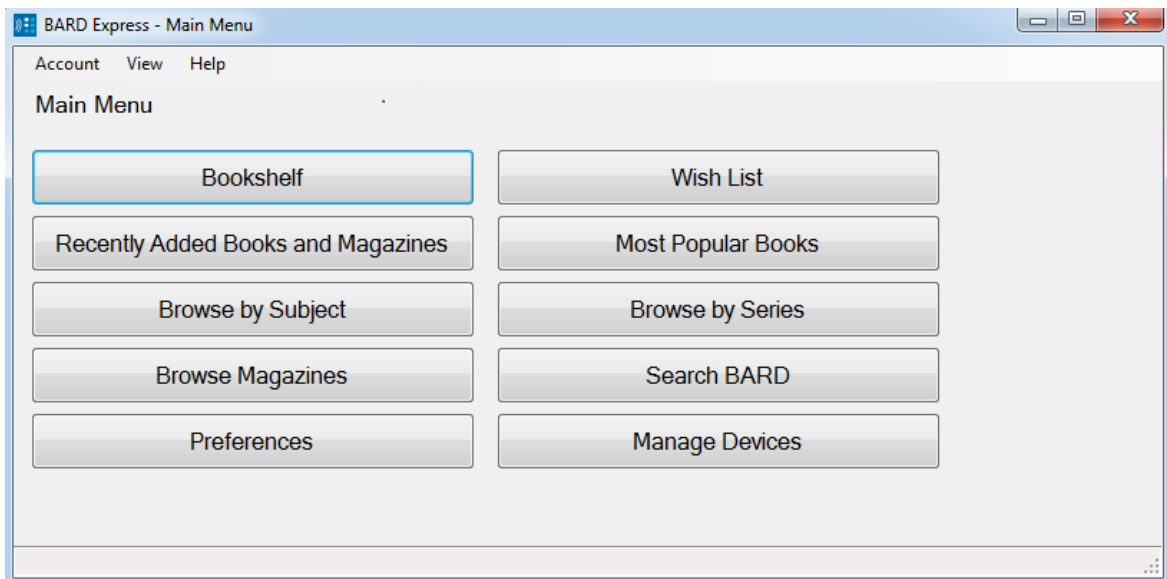 BARD Express - Main Menu
Account View Help
Main Menu
Bookshelf Wish List
Recently Added Books and Magazines Most Popular Books
Browse by Subject Browse by Series
Browse Magazines Search BARD
Preferences Manage Devices